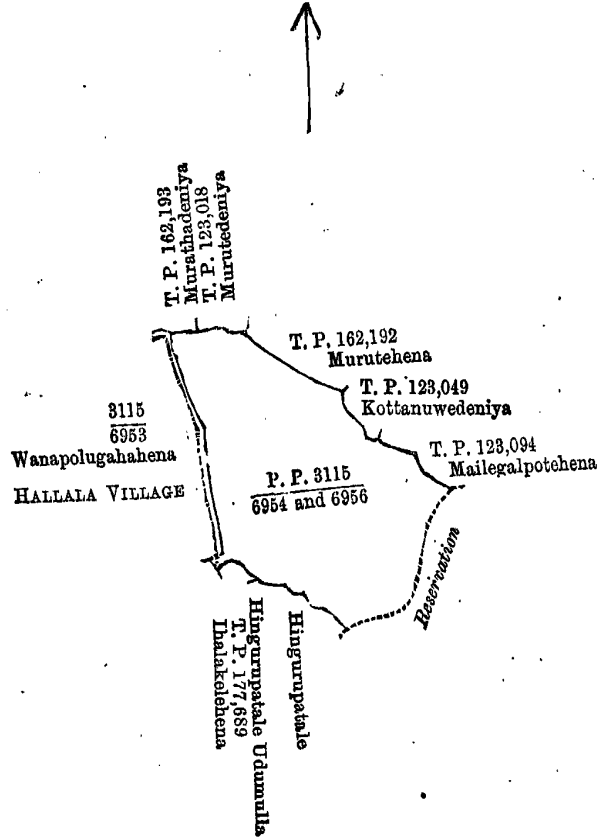 T. P. 162,193
Murathadeniya
T. P. 123,018
Murutedeniya
T. P. 162,192
Murutehena
T. P. 123,049
Kottanuwedeniya
3115
6953
Wanapolugahahena
HALLALA VILLAGE
T. P. 123,094
Mailegalpotehena
P. P. 3115
6954 and 6956
Reservation
Hingurupatale
Hingurupatale Udumulla
T. P. 177,689
Ihalakelehena